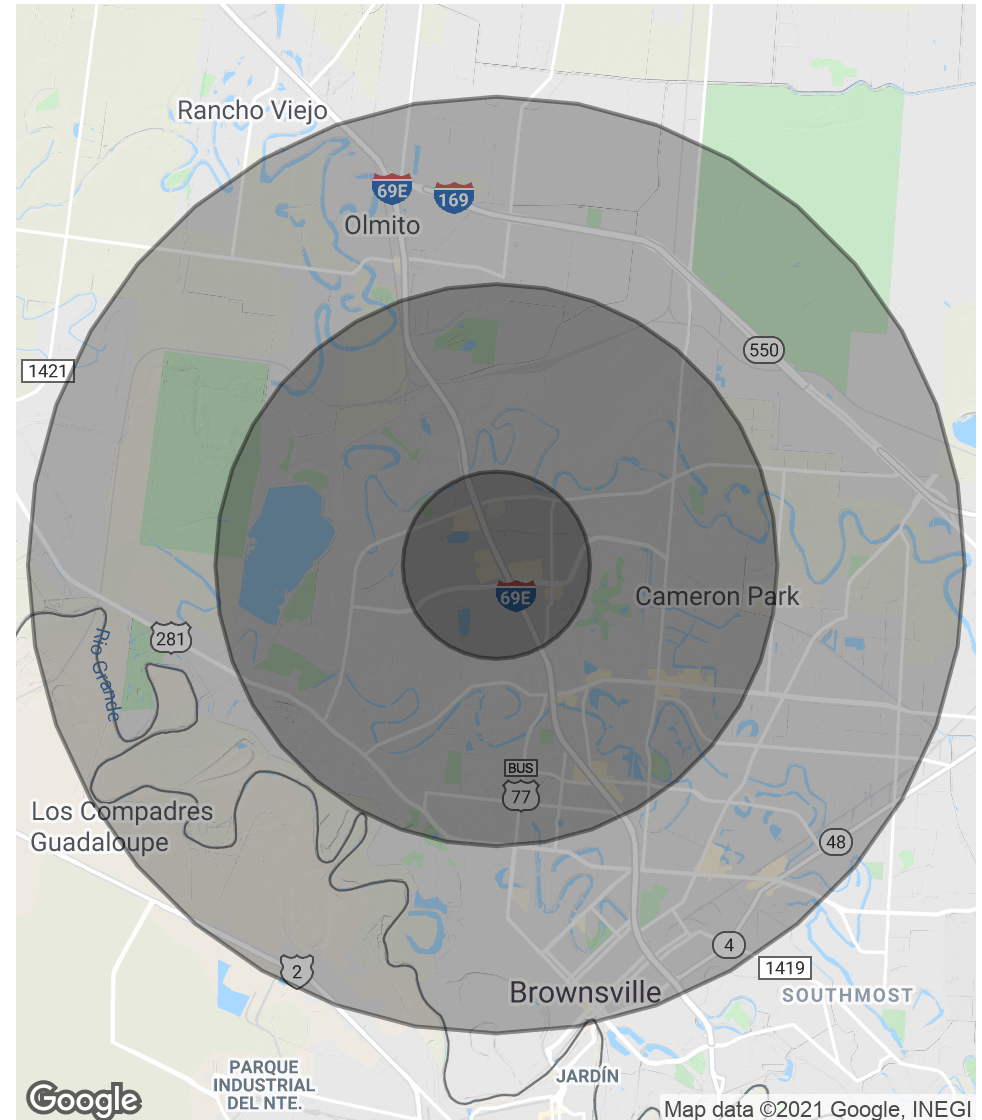 Rancho Viejo
69E
169
Olmito
550
1421
69E
Cameron Park
281
Rio Grande
BUS
77
Los Compadres
Guadaloupe
48
4
1419
2
Brownsville
SOUTHMOST
PARQUE
INDUSTRIAL
DEL NTE.
JARDÍN
Google
Map data ©2021 Google, INEGI